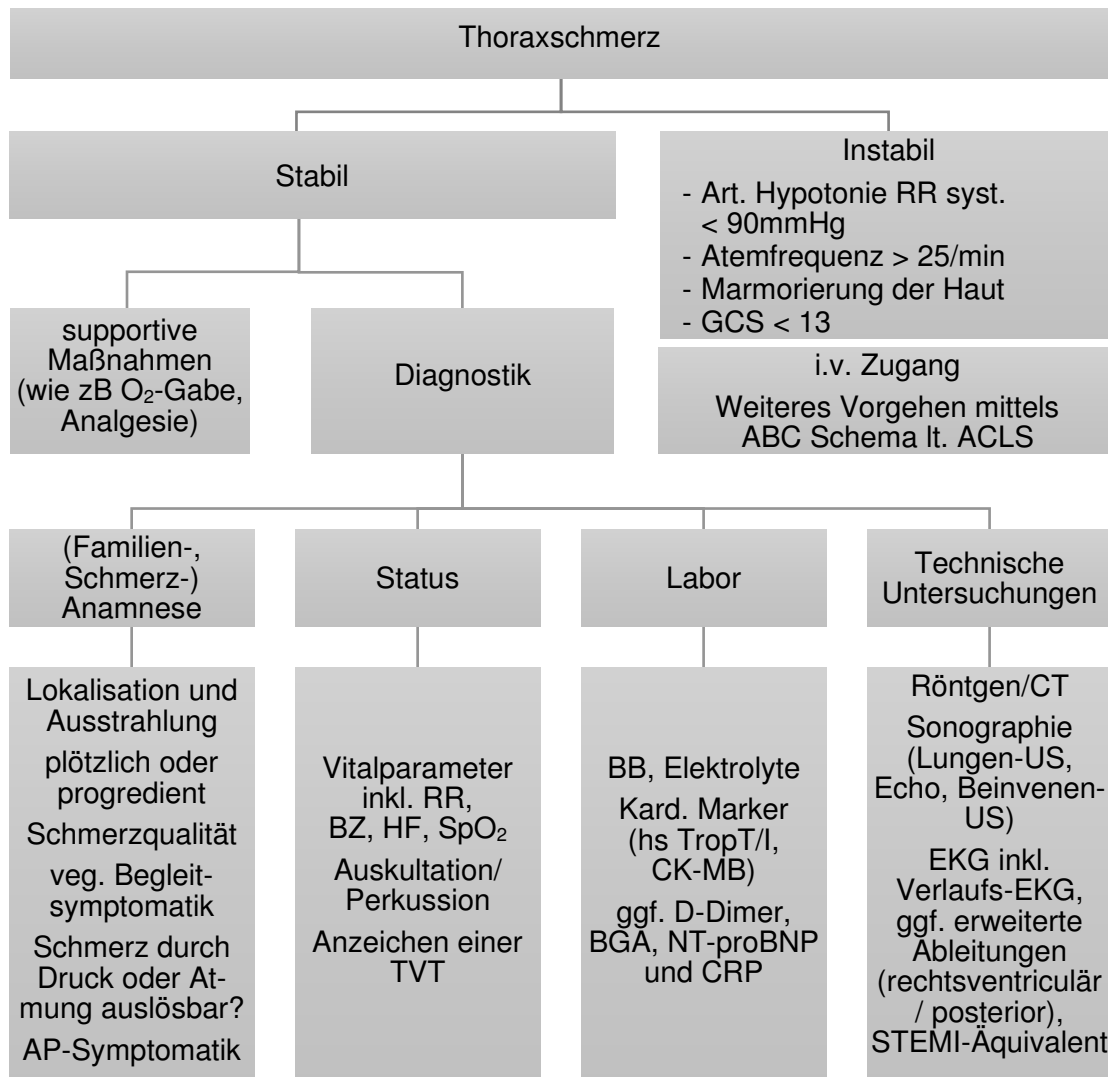 Thoraxschmerz
Stabil
Instabil
- Art. Hypotonie RR syst.
< 90mmHg
- Atemfrequenz > 25/min
- Marmorierung der Haut
- GCS < 13
supportive
Maßnahmen
(wie zB O₂-Gabe,
Analgesie)
Diagnostik
i.v. Zugang
Weiteres Vorgehen mittels
ABC Schema lt. ACLS
(Familien-,
Schmerz-)
Anamnese
Status
Labor
Technische
Untersuchungen
Lokalisation und
Ausstrahlung
plötzlich oder
progredient
Schmerzqualität
veg. Begleit-
symptomatik
Schmerz durch
Druck oder At-
mung auslösbar?
AP-Symptomatik
Vitalparameter
inkl. RR,
BZ, HF, SpO₂
Auskultation/
Perkussion
Anzeichen einer
TVT
BB, Elektrolyte
Kard. Marker
(hs TropT/I,
CK-MB)
ggf. D-Dimer,
BGA, NT-proBNP
und CRP
Röntgen/CT
Sonographie
(Lungen-US,
Echo, Beinvenen-
US)
EKG inkl.
Verlaufs-EKG,
ggf. erweiterte
Ableitungen
(rechtsventriculär
/ posterior),
STEMI-Äquivalent